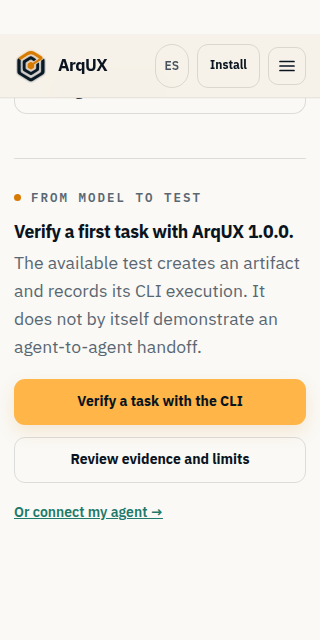 ArqUX
ES
Install
FROM MODEL TO TEST
Verify a first task with ArqUX 1.0.0.
The available test creates an artifact
and records its CLI execution. It
does not by itself demonstrate an
agent-to-agent handoff.
Verify a task with the CLI
Review evidence and limits
Or connect my agent →